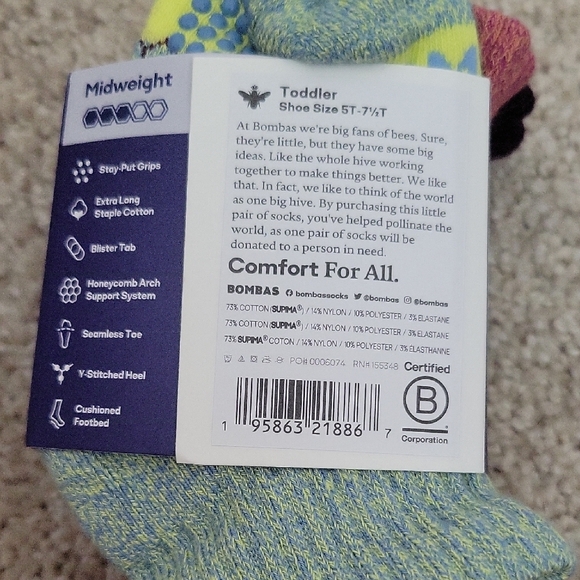 Midweight
Stay-Put Grips
Extra Long
Staple Cotton
Blister Tab
Honeycomb Arch
Support System
Seamless Toe
Y-Stitched Heel
Cushioned
Footbed
Toddler
Shoe Size 5T-7½T
At Bombas we're big fans of bees. Sure,
they're little, but they have some big
ideas. Like the whole hive working
together to make things better. We like
that. In fact, we like to think of the world
as one big hive. By purchasing this little
pair of socks, you've helped pollinate the
world, as one pair of socks will be
donated to a person in need.
Comfort For All.
BOMBAS bombassocks @bombas @bombas
73% COTTON (SUPIMA®) / 14% NYLON / 10% POLYESTER / 3% ELASTANE
73% COTTON (SUPIMA®) / 14% NYLON / 10% POLYESTER / 3% ELASTANE
73% SUPIMA® COTON / 14% NYLON / 10% POLYESTER / 3% ÉLASTHANNE
PO# 0006074 RN# 155348
Certified
B
Corporation
1 95863 21886 7